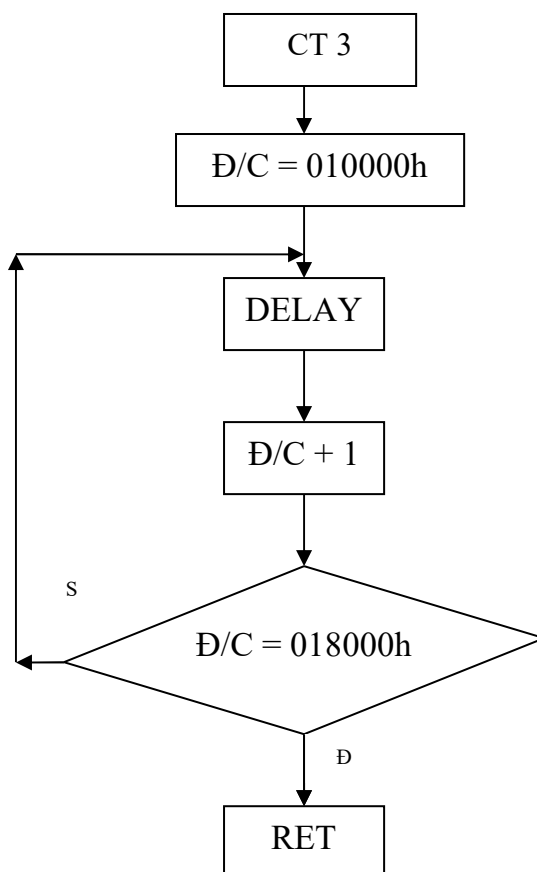 CT 3
Đ/C = 010000h
DELAY
Đ/C + 1
S
Đ/C = 018000h
Đ
RET